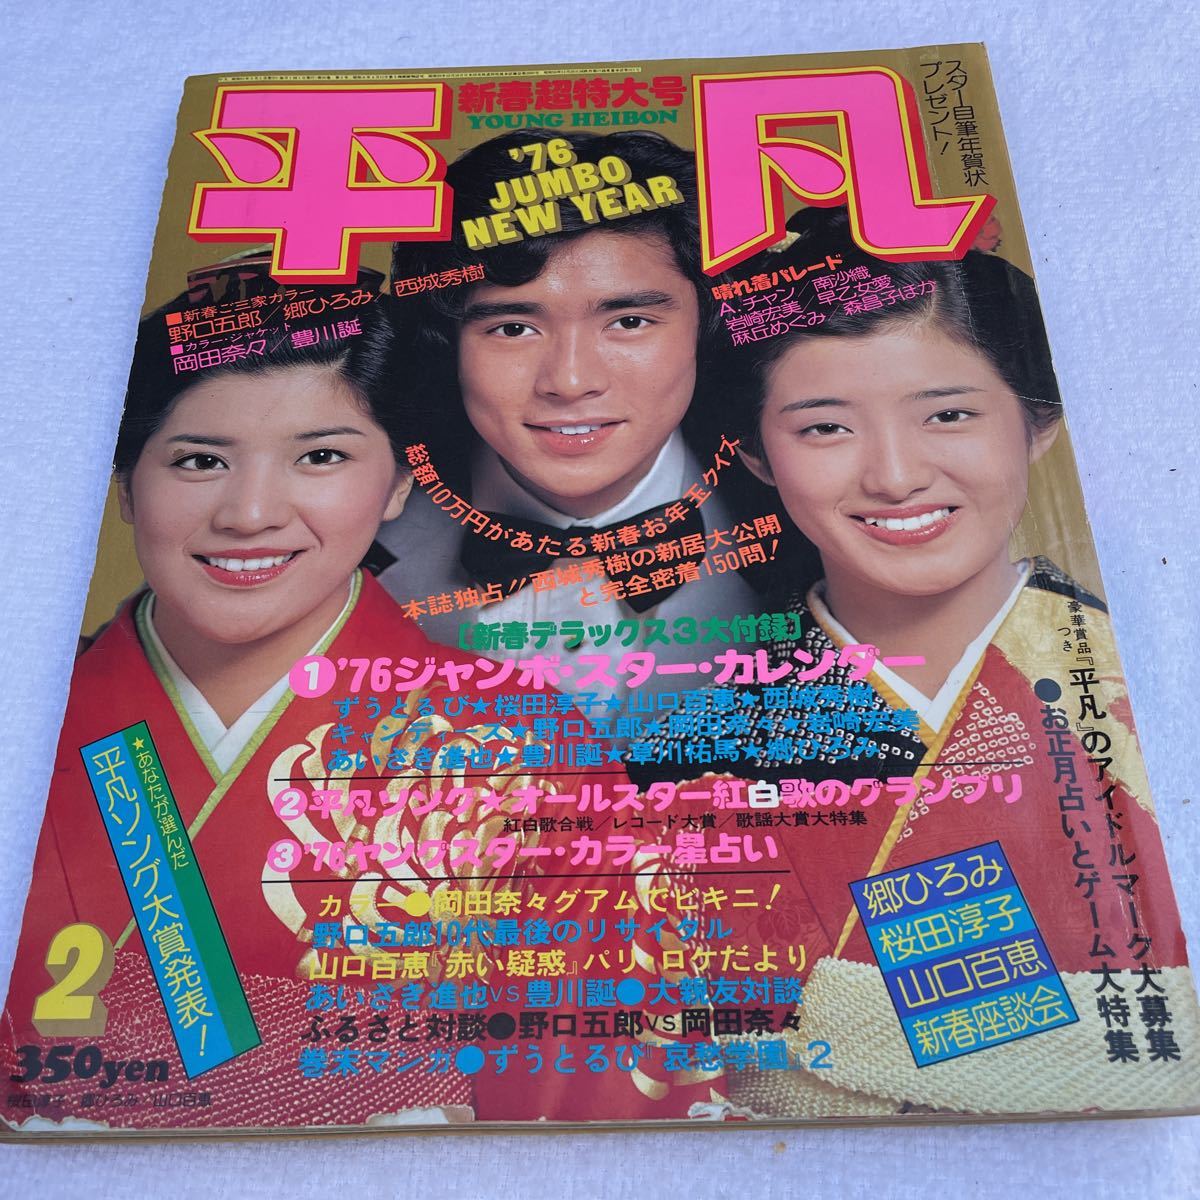 新春超特大号
平凡
YOUNG HEIBON
'76
JUMBO
NEW YEAR
スター自筆年賀状
プレゼント!
■新春ご三家カラー
野口五郎/郷ひろみ/西城秀樹
■カラー・ジャケット
岡田奈々/豊川誕
晴れ着パレード
A.チャン/南沙織
岩崎宏美/早乙女愛
麻丘めぐみ/森昌子ほか
総額10万円があたる新春お年玉クイズ
本誌独占!!西城秀樹の新居大公開
と完全密着150問!
[新春デラックス3大付録]
①'76ジャンボ・スター・カレンダー
ずうとるび★桜田淳子★山口百恵★西城秀樹
キャンディーズ★野口五郎★岡田奈々★岩崎宏美
あいざき進也★豊川誕★草川祐馬★郷ひろみ
②平凡ソング★オールスター紅白歌のグランプリ
紅白歌合戦/レコード大賞/歌謡大賞大特集
③'76ヤングスター・カラー星占い
カラー●岡田奈々グアムでビキニ!
野口五郎10代最後のリサイタル
山口百恵『赤い疑惑』パリ・ロケだより
あいざき進也vs豊川誕●大親友対談
ふるさと対談●野口五郎vs岡田奈々
巻末マンガ●ずうとるび『哀愁学園』2
豪華賞品つき『平凡』のアイドルマーク大募集
●お正月占いとゲーム大特集
★あなたが選んだ
平凡ソング大賞発表!
郷ひろみ
桜田淳子
山口百恵
新春座談会
2
350yen
桜田淳子/郷ひろみ/山口百恵